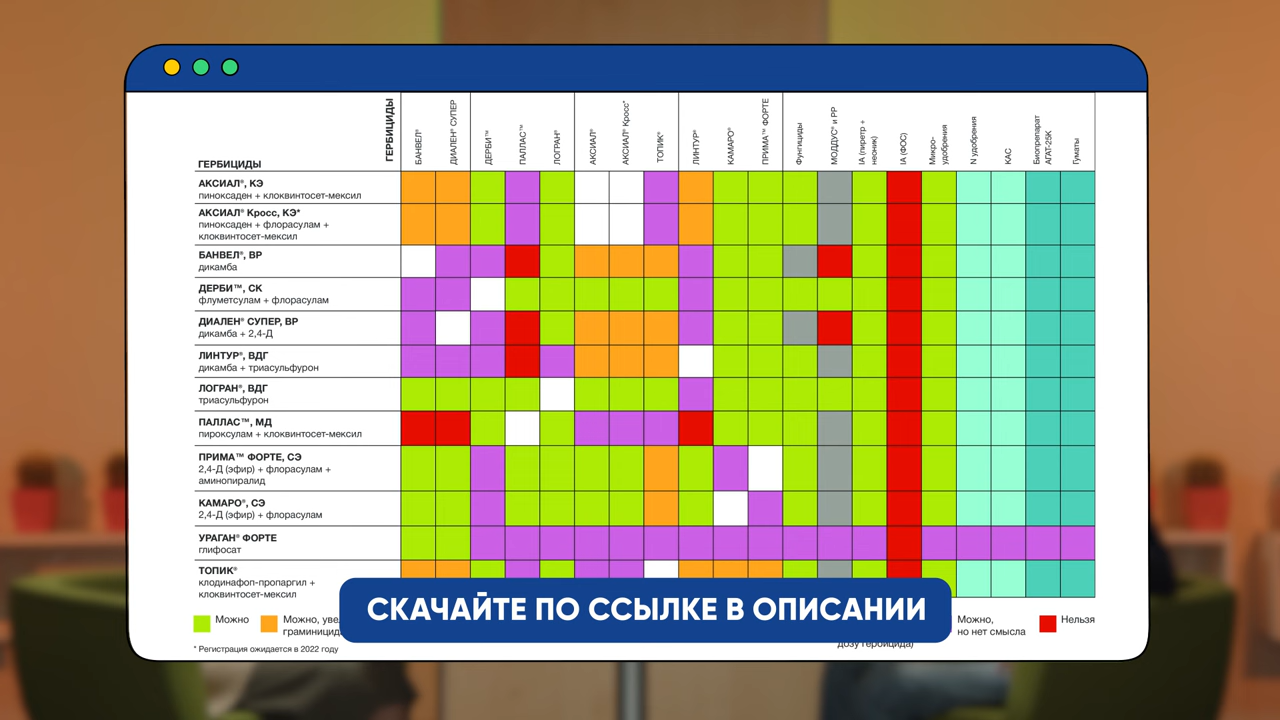 ГЕРБИЦИДЫ
БАНВЕЛ®
ДИАЛЕН® СУПЕР
ДЕРБИ™
ПАЛЛАС™
ЛОГРАН®
АКСИАЛ®
АКСИАЛ® Кросс*
ТОПИК®
ЛИНТУР®
КАМАРО®
ПРИМА™ ФОРТЕ
Фунгициды
МОДДУС® и РР
IA (пиретр +
неоник)
IA (ФОС)
Микро-
удобрения
N удобрения
КАС
Биопрепарат
АГАТ-25К
Гуматы
ГЕРБИЦИДЫ
АКСИАЛ®, КЭ
пиноксаден + клоквинтосет-мексил
АКСИАЛ® Кросс, КЭ*
пиноксаден + флорасулам +
клоквинтосет-мексил
БАНВЕЛ®, ВР
дикамба
ДЕРБИ™, СК
флуметсулам + флорасулам
ДИАЛЕН® СУПЕР, ВР
дикамба + 2,4-Д
ЛИНТУР®, ВДГ
дикамба + триасульфурон
ЛОГРАН®, ВДГ
триасульфурон
ПАЛЛАС™, МД
пироксулам + клоквинтосет-мексил
ПРИМА™ ФОРТЕ, СЭ
2,4-Д (эфир) + флорасулам +
аминопиралид
КАМАРО®, СЭ
2,4-Д (эфир) + флорасулам
УРАГАН® ФОРТЕ
глифосат
ТОПИК®
клодинафоп-пропаргил +
клоквинтосет-мексил
СКАЧАЙТЕ ПО ССЫЛКЕ В ОПИСАНИИ
Можно
Можно,
Можно,
но нет смысла
Нельзя
дозу гербицида)
* Регистрация ожидается в 2022 году